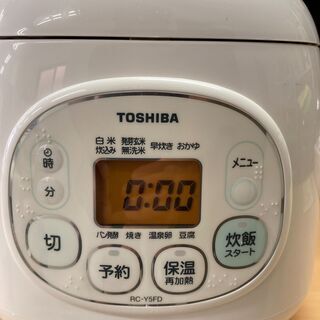 TOSHIBA
白米 発芽玄米 早炊き おかゆ
炊込み 無洗米
時
メニュー
分
0:00
パン発酵 焼き 温泉卵 豆腐
切
予約
保温
再加熱
炊飯
スタート
RC-Y5FD